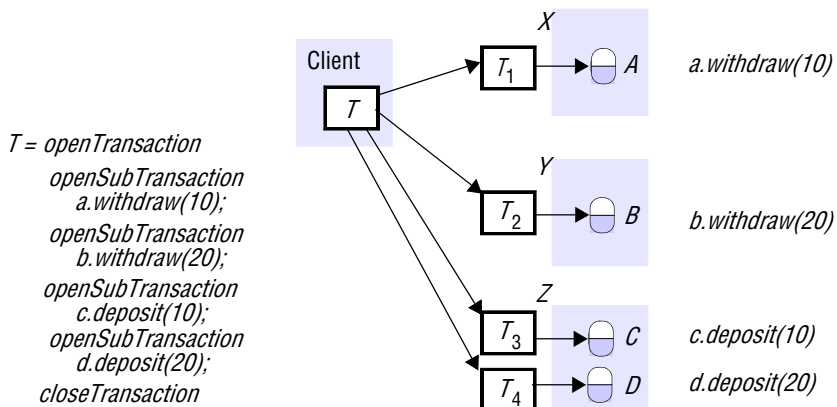 Client
T
T = openTransaction
openSubTransaction
a.withdraw(10);
openSubTransaction
b.withdraw(20);
openSubTransaction
c.deposit(10);
openSubTransaction
d.deposit(20);
closeTransaction
X
T1
A
a.withdraw(10)
Y
T2
B
b.withdraw(20)
Z
T3
C
c.deposit(10)
T4
D
d.deposit(20)